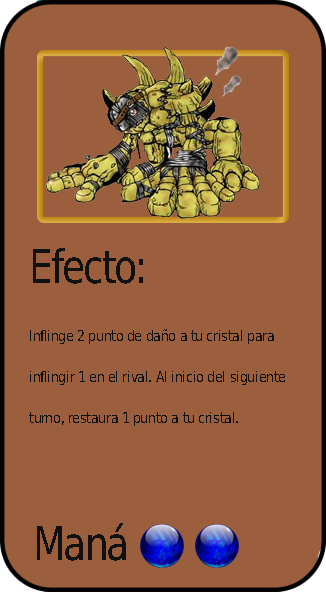 Efecto:
Inflinge 2 punto de daño a tu cristal para
inflingir 1 en el rival. Al inicio del siguiente
turno, restaura 1 punto a tu cristal.
Maná